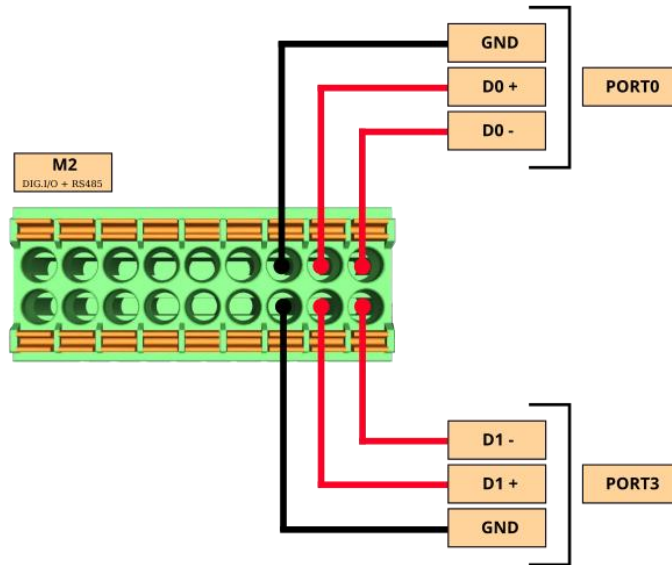 GND
D0 +
PORT0
D0 -
M2
DIG.I/O + RS485
D1 -
D1 +
PORT3
GND